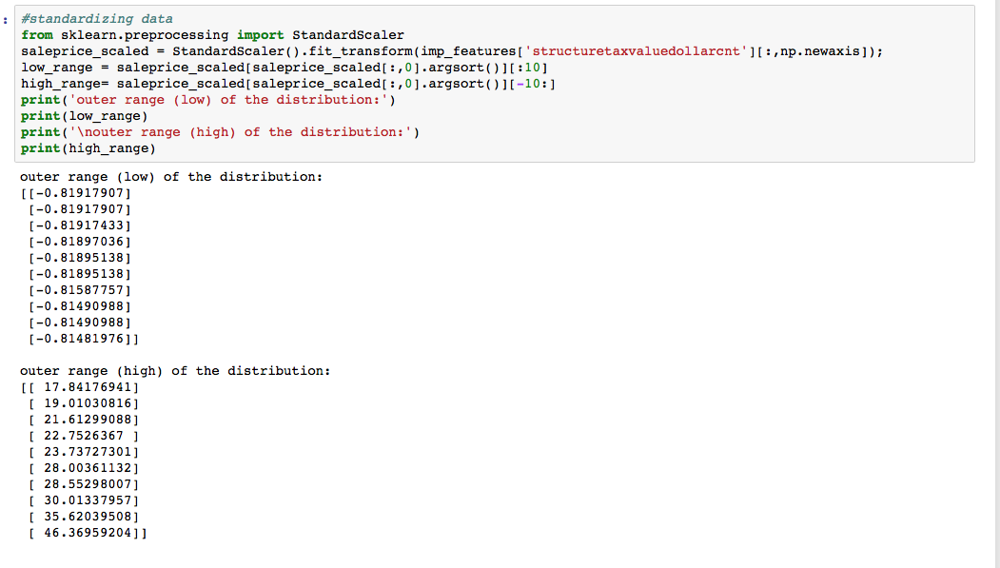 :
#standardizing data
from sklearn.preprocessing import StandardScaler
saleprice_scaled = StandardScaler().fit_transform(imp_features['structuretaxvaluedollarcnt'][:,np.newaxis]);
low_range = saleprice_scaled[saleprice_scaled[:,0].argsort()][:10]
high_range= saleprice_scaled[saleprice_scaled[:,0].argsort()][-10:]
print('outer range (low) of the distribution:')
print(low_range)
print('\nouter range (high) of the distribution:')
print(high_range)
outer range (low) of the distribution:
[[-0.81917907]
 [-0.81917907]
 [-0.81917433]
 [-0.81897036]
 [-0.81895138]
 [-0.81895138]
 [-0.81587757]
 [-0.81490988]
 [-0.81490988]
 [-0.81481976]]
outer range (high) of the distribution:
[[ 17.84176941]
 [ 19.01030816]
 [ 21.61299088]
 [ 22.7526367 ]
 [ 23.73727301]
 [ 28.00361132]
 [ 28.55298007]
 [ 30.01337957]
 [ 35.62039508]
 [ 46.36959204]]